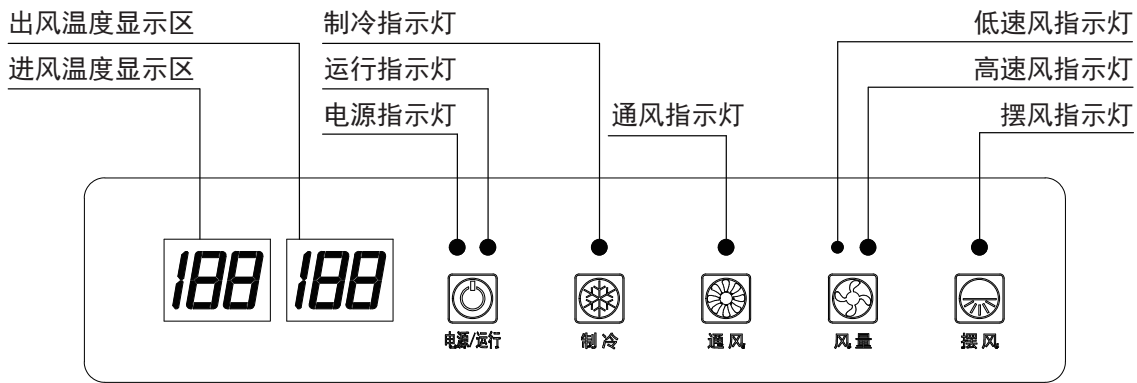 出风温度显示区
制冷指示灯
低速风指示灯
进风温度显示区
运行指示灯
高速风指示灯
电源指示灯
通风指示灯
摆风指示灯
188 188
电源/运行
制冷
通风
风量
摆风